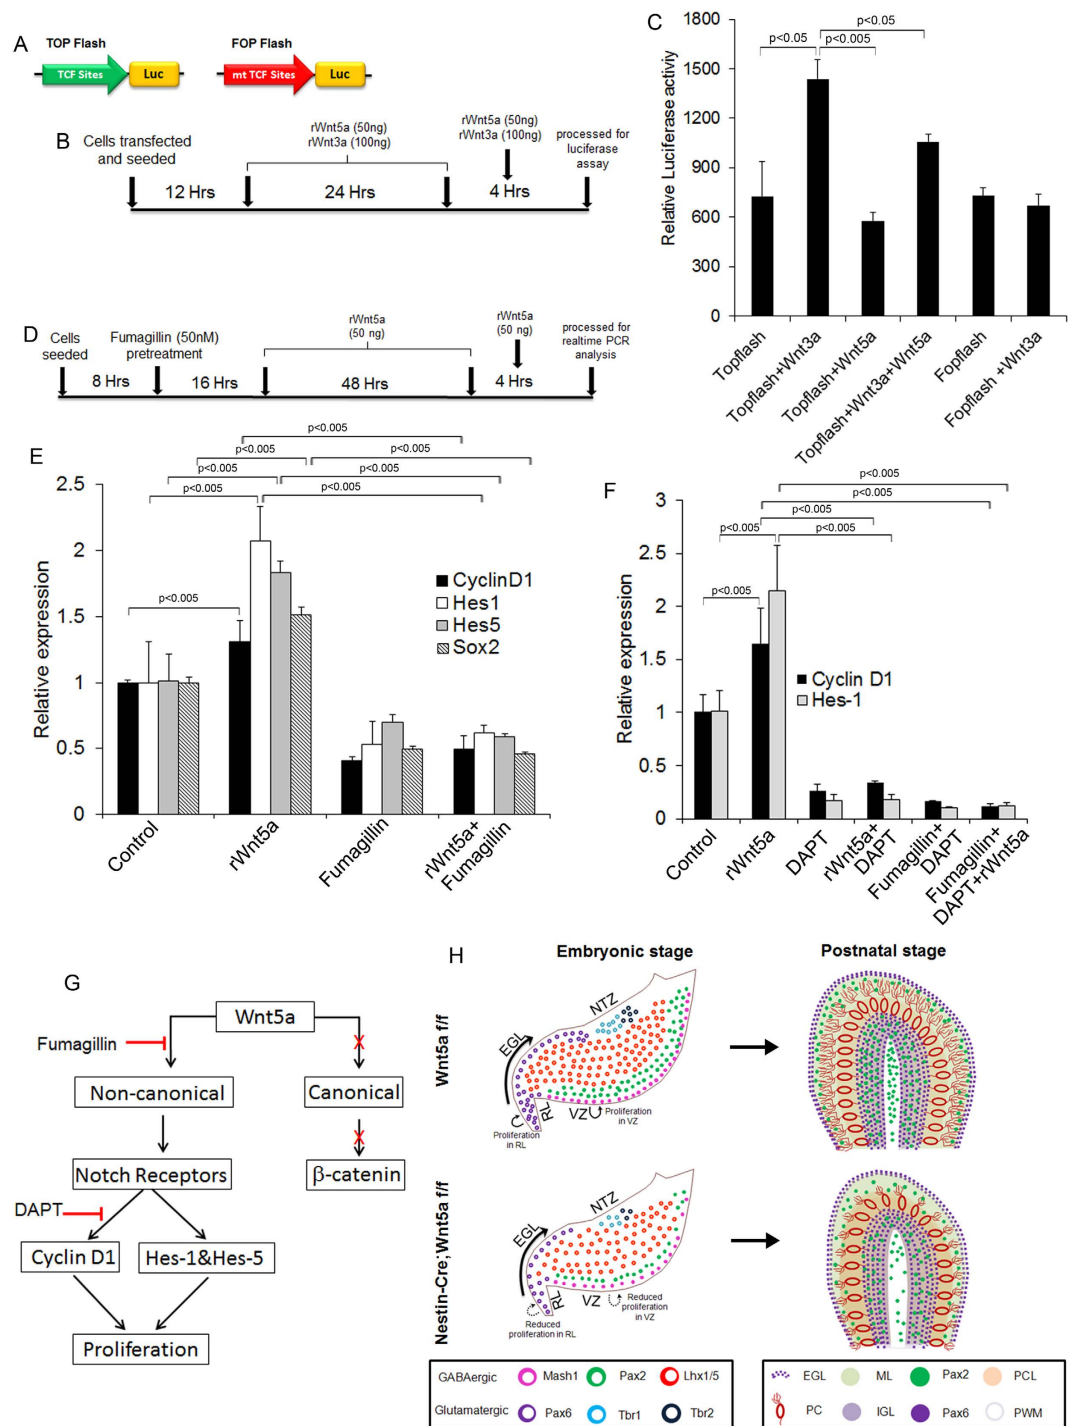 A
TOP Flash
FOP Flash
TCF Sites
Luc
mt TCF Sites
Luc
B
Cells transfected
and seeded
rWnt5a (50ng)
rWnt3a (100ng)
rWnt5a (50ng)
rWnt3a (100ng)
processed for
luciferase
assay
12 Hrs
24 Hrs
4 Hrs
C
Relative Luciferase activiy
1800
1500
1200
900
600
300
0
p<0.05
p<0.05
p<0.005
Topflash
Topflash+Wnt3a
Topflash+Wnt5a
Topflash+Wnt3a+Wnt5a
Fopflash
Fopflash +Wnt3a
D
Cells
seeded
Fumagillin (50nM)
pretreatment
rWnt5a
(50 ng)
rWnt5a
(50 ng)
processed for
realtime PCR
analysis
8 Hrs
16 Hrs
48 Hrs
4 Hrs
E
p<0.005
p<0.005
p<0.005
p<0.005
p<0.005
p<0.005
p<0.005
p<0.005
Relative expression
2.5
2
1.5
1
0.5
0
CyclinD1
Hes1
Hes5
Sox2
Control
rWnt5a
Fumagillin
rWnt5a+
Fumagillin
F
p<0.005
p<0.005
p<0.005
p<0.005
p<0.005
p<0.005
Relative expression
3
2.5
2
1.5
1
0.5
0
Cyclin D1
Hes-1
Control
rWnt5a
DAPT
rWnt5a+
DAPT
Fumagillin+
DAPT
Fumagillin+
DAPT+rWnt5a
G
Wnt5a
Fumagillin
Non-canonical
Canonical
X
X
Notch Receptors
β-catenin
DAPT
Cyclin D1
Hes-1&Hes-5
Proliferation
H
Embryonic stage
Postnatal stage
Wnt5a f/f
NTZ
EGL
RL
VZ
Proliferation
in VZ
Proliferation
in RL
Nestin-Cre;Wnt5a f/f
NTZ
EGL
RL
VZ
Reduced
proliferation
in VZ
Reduced
proliferation in RL
GABAergic
Mash1
Pax2
Lhx1/5
Glutamatergic
Pax6
Tbr1
Tbr2
EGL
ML
Pax2
PCL
PC
IGL
Pax6
PWM